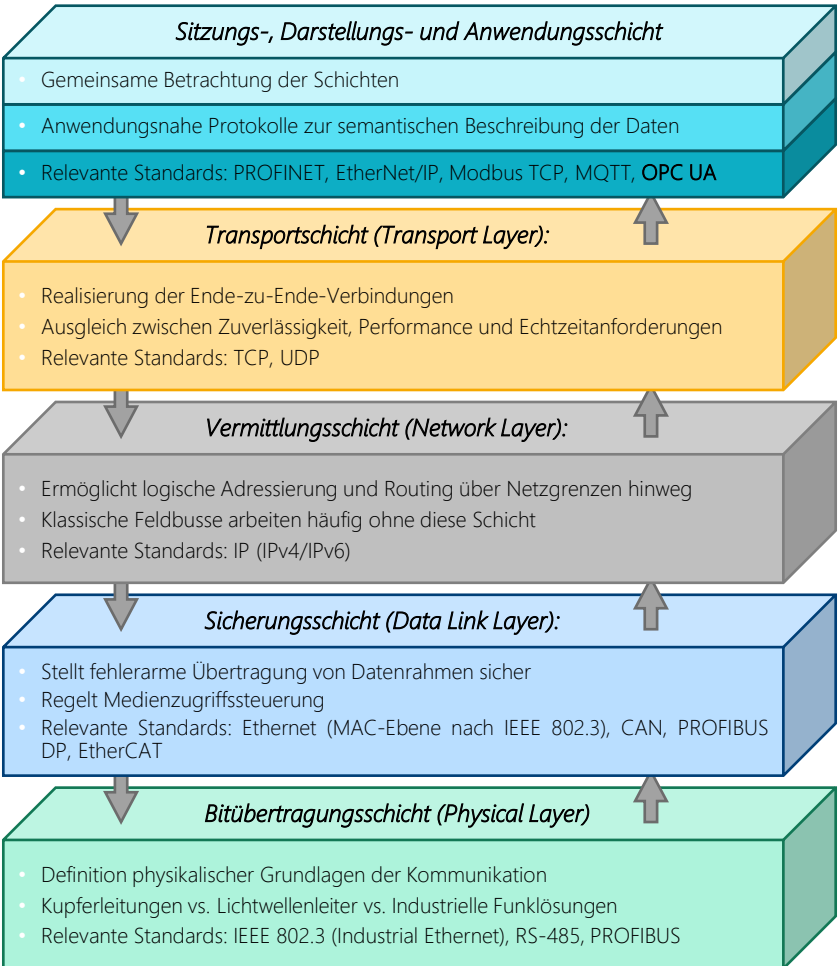 Sitzungs-, Darstellungs- und Anwendungsschicht
• Gemeinsame Betrachtung der Schichten
• Anwendungsnahe Protokolle zur semantischen Beschreibung der Daten
• Relevante Standards: PROFINET, EtherNet/IP, Modbus TCP, MQTT, OPC UA
Transportschicht (Transport Layer):
• Realisierung der Ende-zu-Ende-Verbindungen
• Ausgleich zwischen Zuverlässigkeit, Performance und Echtzeitanforderungen
• Relevante Standards: TCP, UDP
Vermittlungsschicht (Network Layer):
• Ermöglicht logische Adressierung und Routing über Netzgrenzen hinweg
• Klassische Feldbusse arbeiten häufig ohne diese Schicht
• Relevante Standards: IP (IPv4/IPv6)
Sicherungsschicht (Data Link Layer):
• Stellt fehlerarme Übertragung von Datenrahmen sicher
• Regelt Medienzugriffssteuerung
• Relevante Standards: Ethernet (MAC-Ebene nach IEEE 802.3), CAN, PROFIBUS
DP, EtherCAT
Bitübertragungsschicht (Physical Layer)
• Definition physikalischer Grundlagen der Kommunikation
• Kupferleitungen vs. Lichtwellenleiter vs. Industrielle Funklösungen
• Relevante Standards: IEEE 802.3 (Industrial Ethernet), RS-485, PROFIBUS